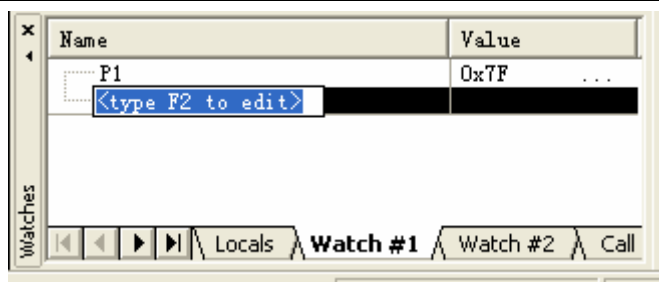 Name Value
P1 0x7F ...
<type F2 to edit>
Watches
Locals Watch #1 Watch #2 Call